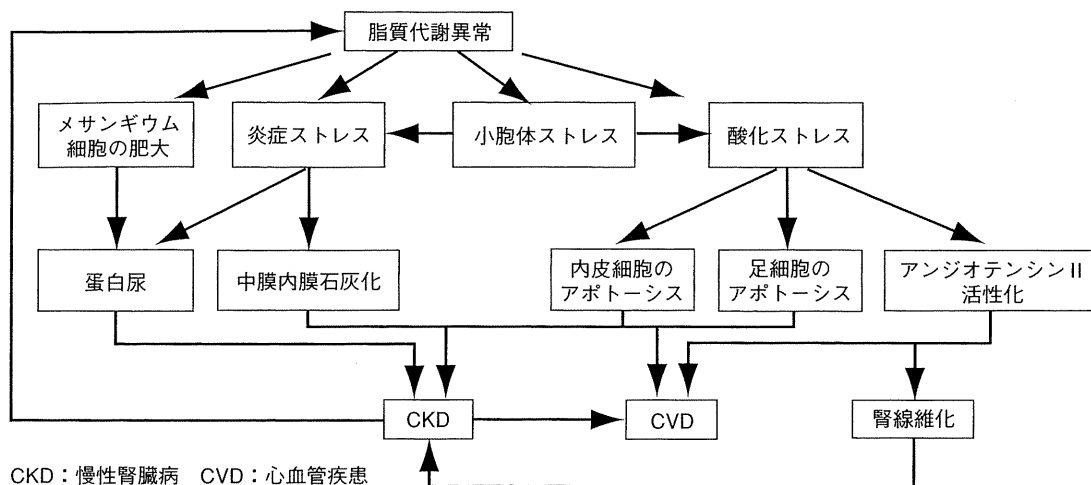 脂質代謝異常
メサンギウム
細胞の肥大
炎症ストレス
小胞体ストレス
酸化ストレス
蛋白尿
中膜内膜石灰化
内皮細胞の
アポトーシス
足細胞の
アポトーシス
アンジオテンシンⅡ
活性化
CKD
CVD
腎線維化
CKD：慢性腎臓病　CVD：心血管疾患